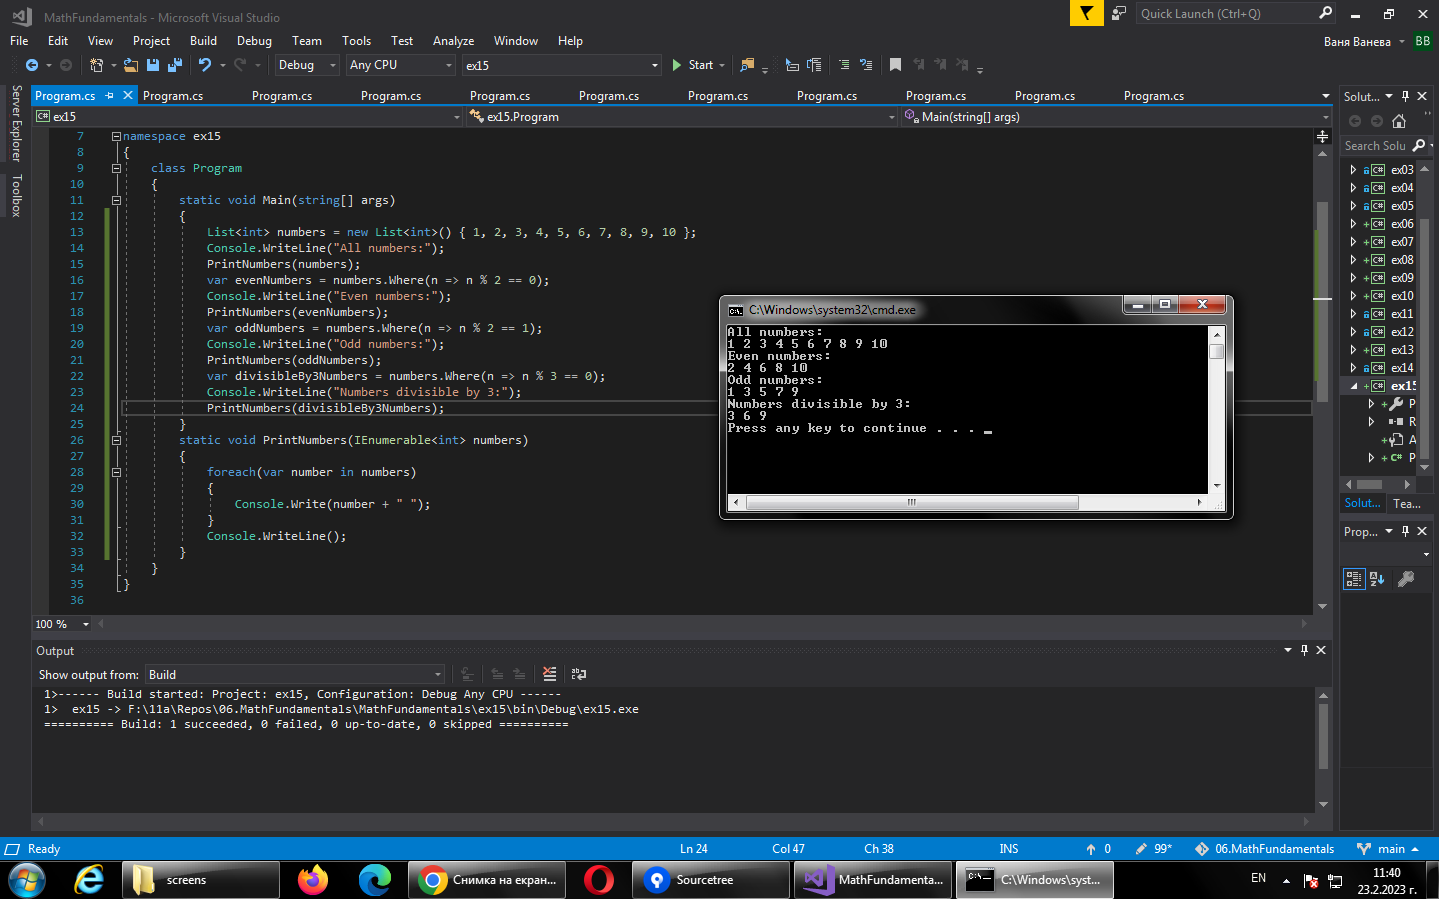 MathFundamentals - Microsoft Visual Studio
Quick Launch (Ctrl+Q)
File Edit View Project Build Debug Team Tools Test Analyze Window Help
Ваня Ванева BB
Debug Any CPU ex15 Start
Server Explorer
Toolbox
Program.cs Program.cs Program.cs Program.cs Program.cs Program.cs Program.cs Program.cs Program.cs Program.cs Program.cs
ex15 ex15.Program Main(string[] args)
7 namespace ex15
8 {
9 class Program
10 {
11 static void Main(string[] args)
12 {
13 List<int> numbers = new List<int>() { 1, 2, 3, 4, 5, 6, 7, 8, 9, 10 };
14 Console.WriteLine("All numbers:");
15 PrintNumbers(numbers);
16 var evenNumbers = numbers.Where(n => n % 2 == 0);
17 Console.WriteLine("Even numbers:");
18 PrintNumbers(evenNumbers);
19 var oddNumbers = numbers.Where(n => n % 2 == 1);
20 Console.WriteLine("Odd numbers:");
21 PrintNumbers(oddNumbers);
22 var divisibleBy3Numbers = numbers.Where(n => n % 3 == 0);
23 Console.WriteLine("Numbers divisible by 3:");
24 PrintNumbers(divisibleBy3Numbers);
25 }
26 static void PrintNumbers(IEnumerable<int> numbers)
27 {
28 foreach(var number in numbers)
29 {
30 Console.Write(number + " ");
31 }
32 Console.WriteLine();
33 }
34 }
35 }
36
100 %
C:\Windows\system32\cmd.exe
All numbers:
1 2 3 4 5 6 7 8 9 10
Even numbers:
2 4 6 8 10
Odd numbers:
1 3 5 7 9
Numbers divisible by 3:
3 6 9
Press any key to continue . . . _
Solut...
Search Solu
C# ex03
C# ex04
C# ex05
C# ex06
C# ex07
C# ex08
C# ex09
C# ex10
C# ex11
C# ex12
C# ex13
C# ex14
C# ex15
P
R
A
C# P
Solut... Tea...
Prop...
Output
Show output from: Build
1>------ Build started: Project: ex15, Configuration: Debug Any CPU ------
1> ex15 -> F:\11a\Repos\06.MathFundamentals\MathFundamentals\ex15\bin\Debug\ex15.exe
========== Build: 1 succeeded, 0 failed, 0 up-to-date, 0 skipped ==========
Ready Ln 24 Col 47 Ch 38 INS 0 99* 06.MathFundamentals main
screens Снимка на екран... Sourcetree MathFundamenta... C:\Windows\syst... EN 11:40
23.2.2023 г.